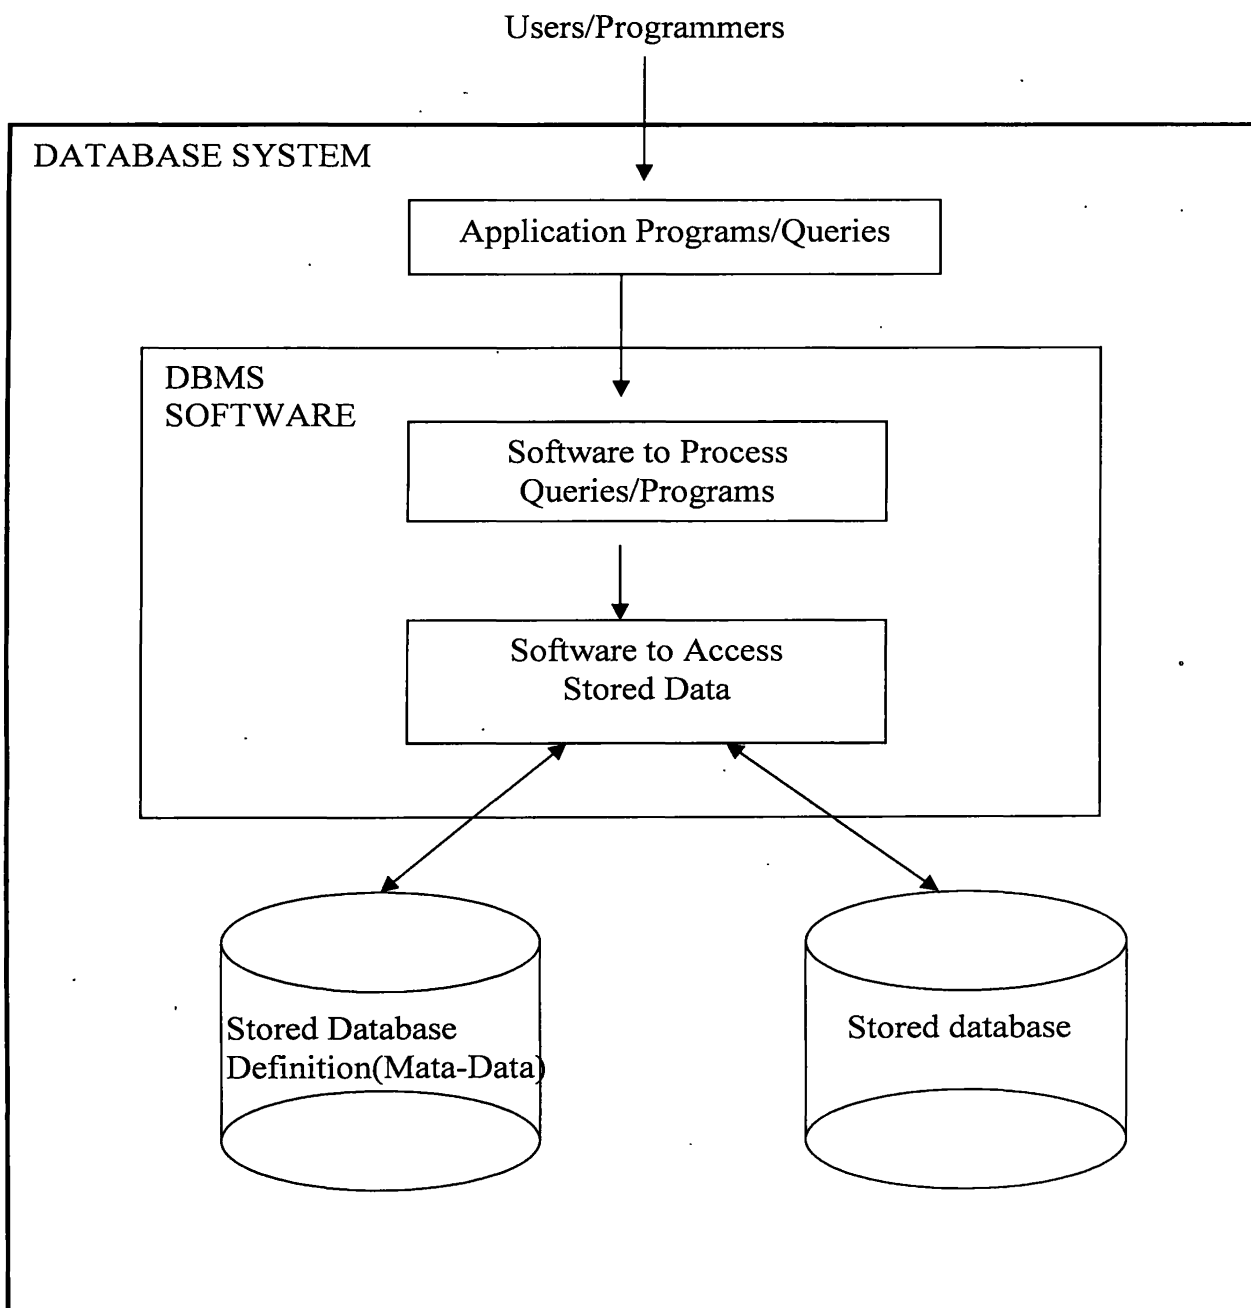 Users/Programmers
DATABASE SYSTEM
Application Programs/Queries
DBMS
SOFTWARE
Software to Process
Queries/Programs
Software to Access
Stored Data
Stored Database
Definition(Mata-Data)
Stored database